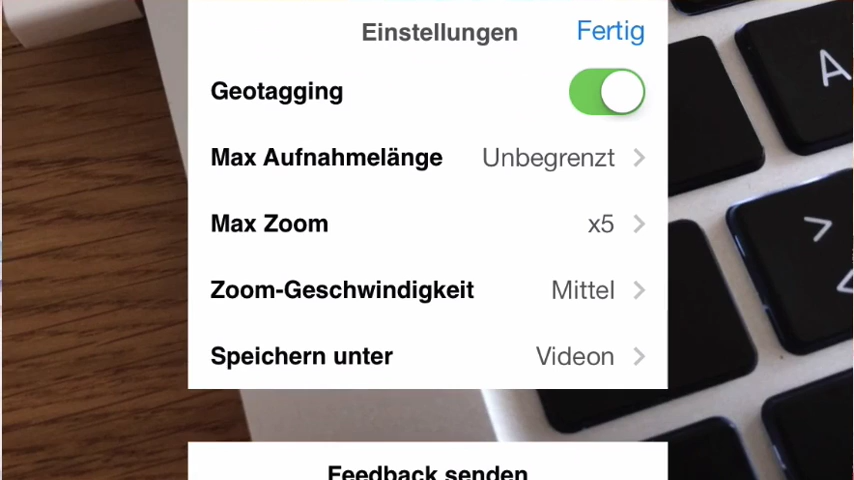 Einstellungen Fertig
Geotagging
Max Aufnahmelänge Unbegrenzt >
Max Zoom x5 >
Zoom-Geschwindigkeit Mittel >
Speichern unter Videon >
Feedback senden
A
>
<